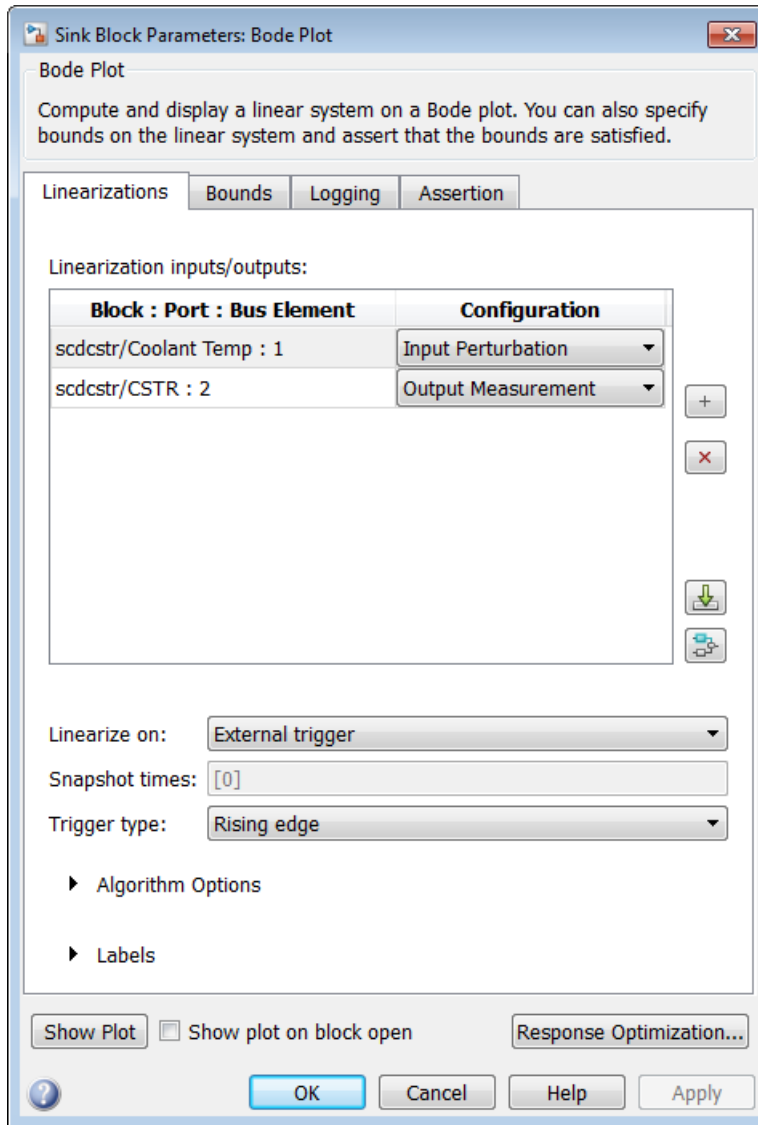 Sink Block Parameters: Bode Plot
Bode Plot
Compute and display a linear system on a Bode plot. You can also specify
bounds on the linear system and assert that the bounds are satisfied.
Linearizations Bounds Logging Assertion
Linearization inputs/outputs:
Block : Port : Bus Element Configuration
scdcstr/Coolant Temp : 1 Input Perturbation
scdcstr/CSTR : 2 Output Measurement
Linearize on: External trigger
Snapshot times: [0]
Trigger type: Rising edge
Algorithm Options
Labels
Show Plot Show plot on block open Response Optimization...
OK Cancel Help Apply